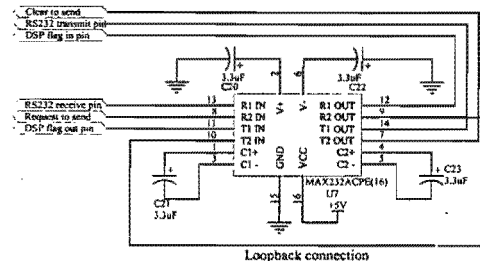 Clear to send
RS232 transmit pin
DSP flag in pin
3.3uF
C20
2
6
3.3uF
C22
RS232 receive pin
Request to send
DSP flag out pin
13
8
11
10
1
3
R1 IN
R2 IN
T1 IN
T2 IN
C1+
C1 -
V+
V-
GND
VCC
R1 OUT
R2 OUT
T1 OUT
T2 OUT
C2+
C2 -
12
9
14
7
4
5
C21
3.3uF
C23
3.3uF
MAX232ACPE(16)
U7
15
16
+5V
Loopback connection